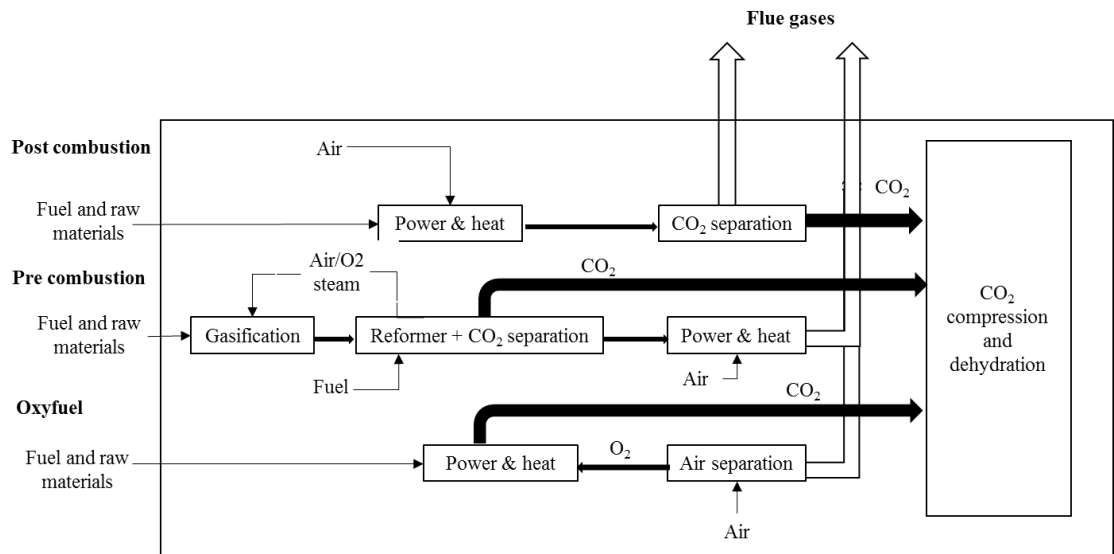 Flue gases
Post combustion
Air
CO₂
Fuel and raw
materials
Power & heat
CO₂ separation
Pre combustion
Air/O2
steam
CO₂
CO₂
compression
and
dehydration
Fuel and raw
materials
Gasification
Reformer + CO₂ separation
Power & heat
Fuel
Air
Oxyfuel
CO₂
Fuel and raw
materials
Power & heat
O₂
Air separation
Air